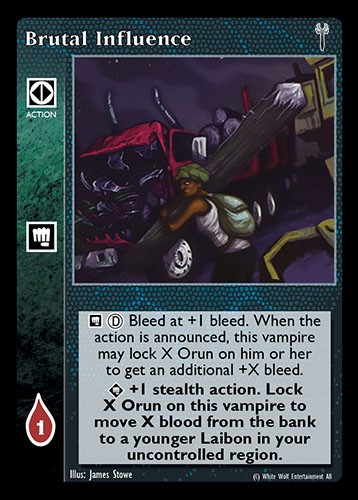 Brutal Influence
ACTION
D Bleed at +1 bleed. When the
action is announced, this vampire
may lock X Orun on him or her
to get an additional +X bleed.
+1 stealth action. Lock
X Orun on this vampire to
move X blood from the bank
to a younger Laibon in your
uncontrolled region.
1
Illus: James Stowe
(C) White Wolf Entertainment AB